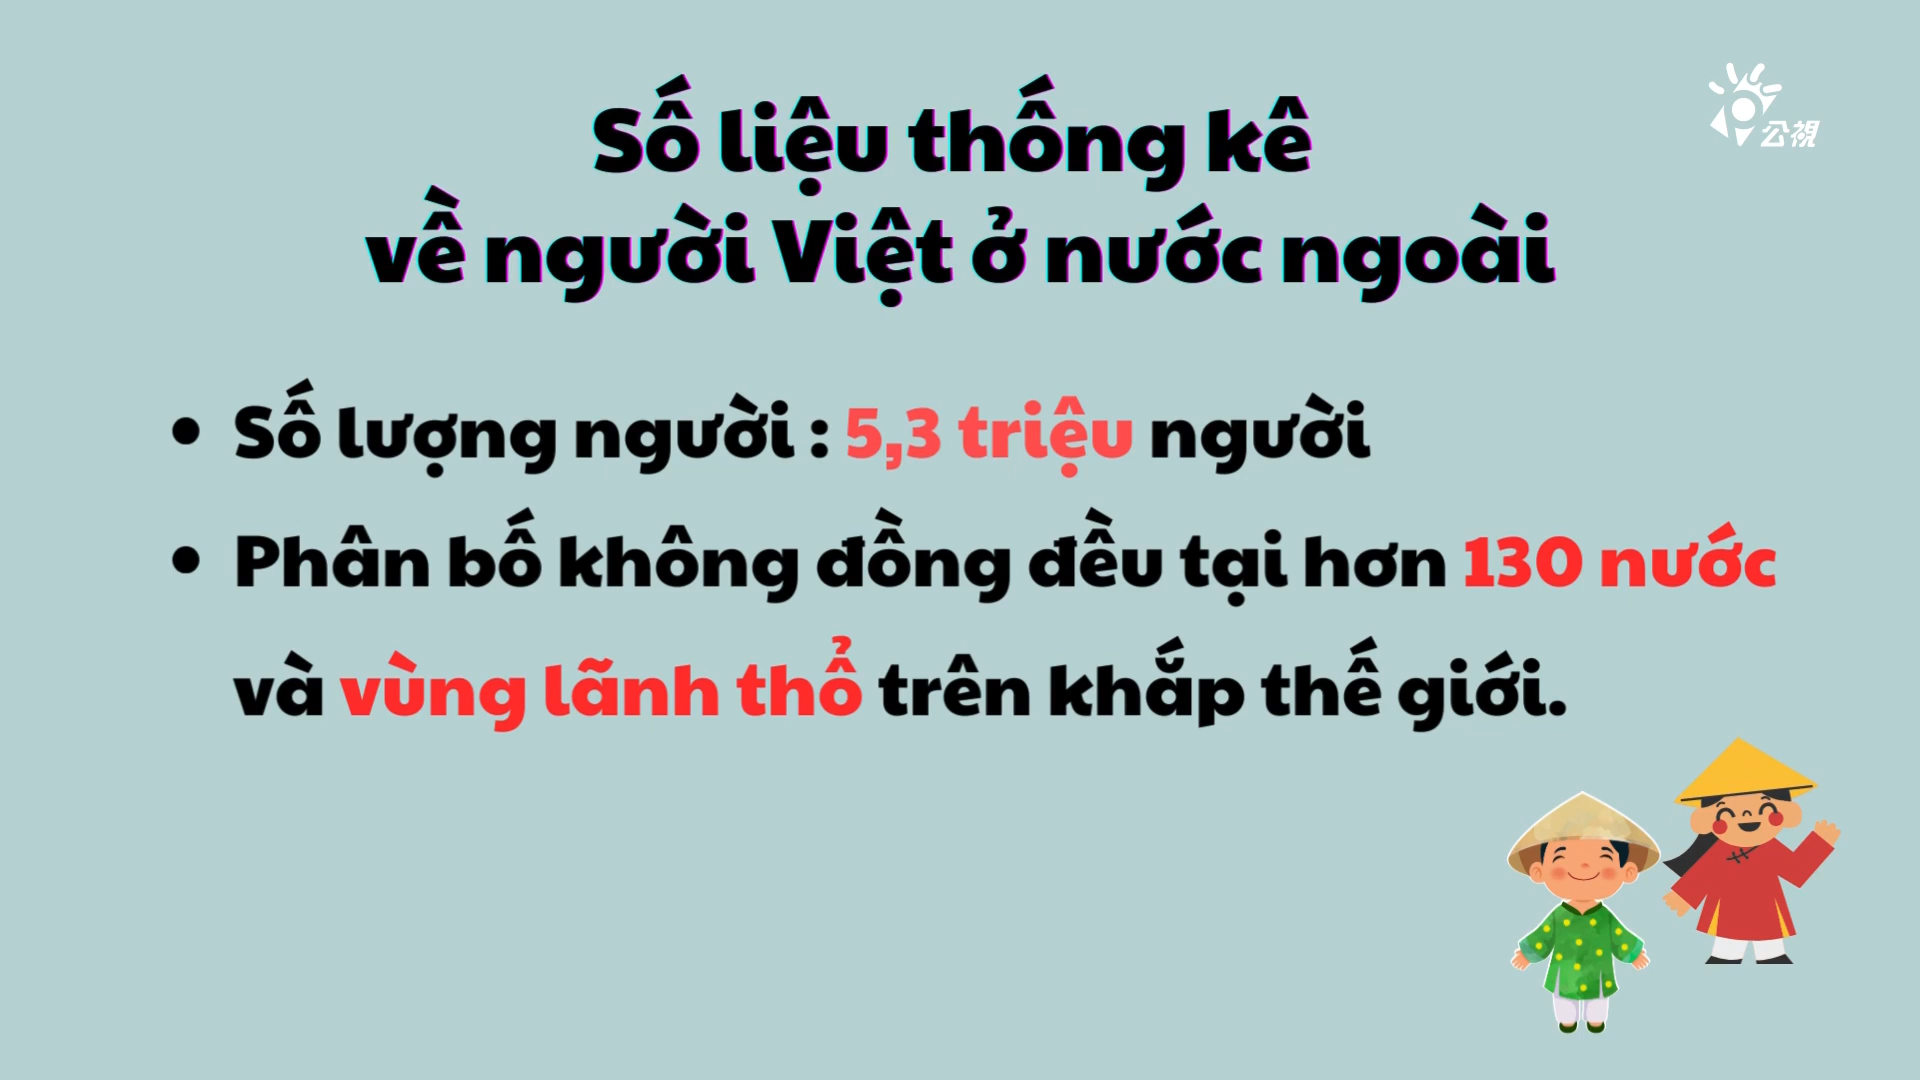 公視
Số liệu thống kê
về người Việt ở nước ngoài
• Số lượng người : 5,3 triệu người
• Phân bố không đồng đều tại hơn 130 nước
và vùng lãnh thổ trên khắp thế giới.